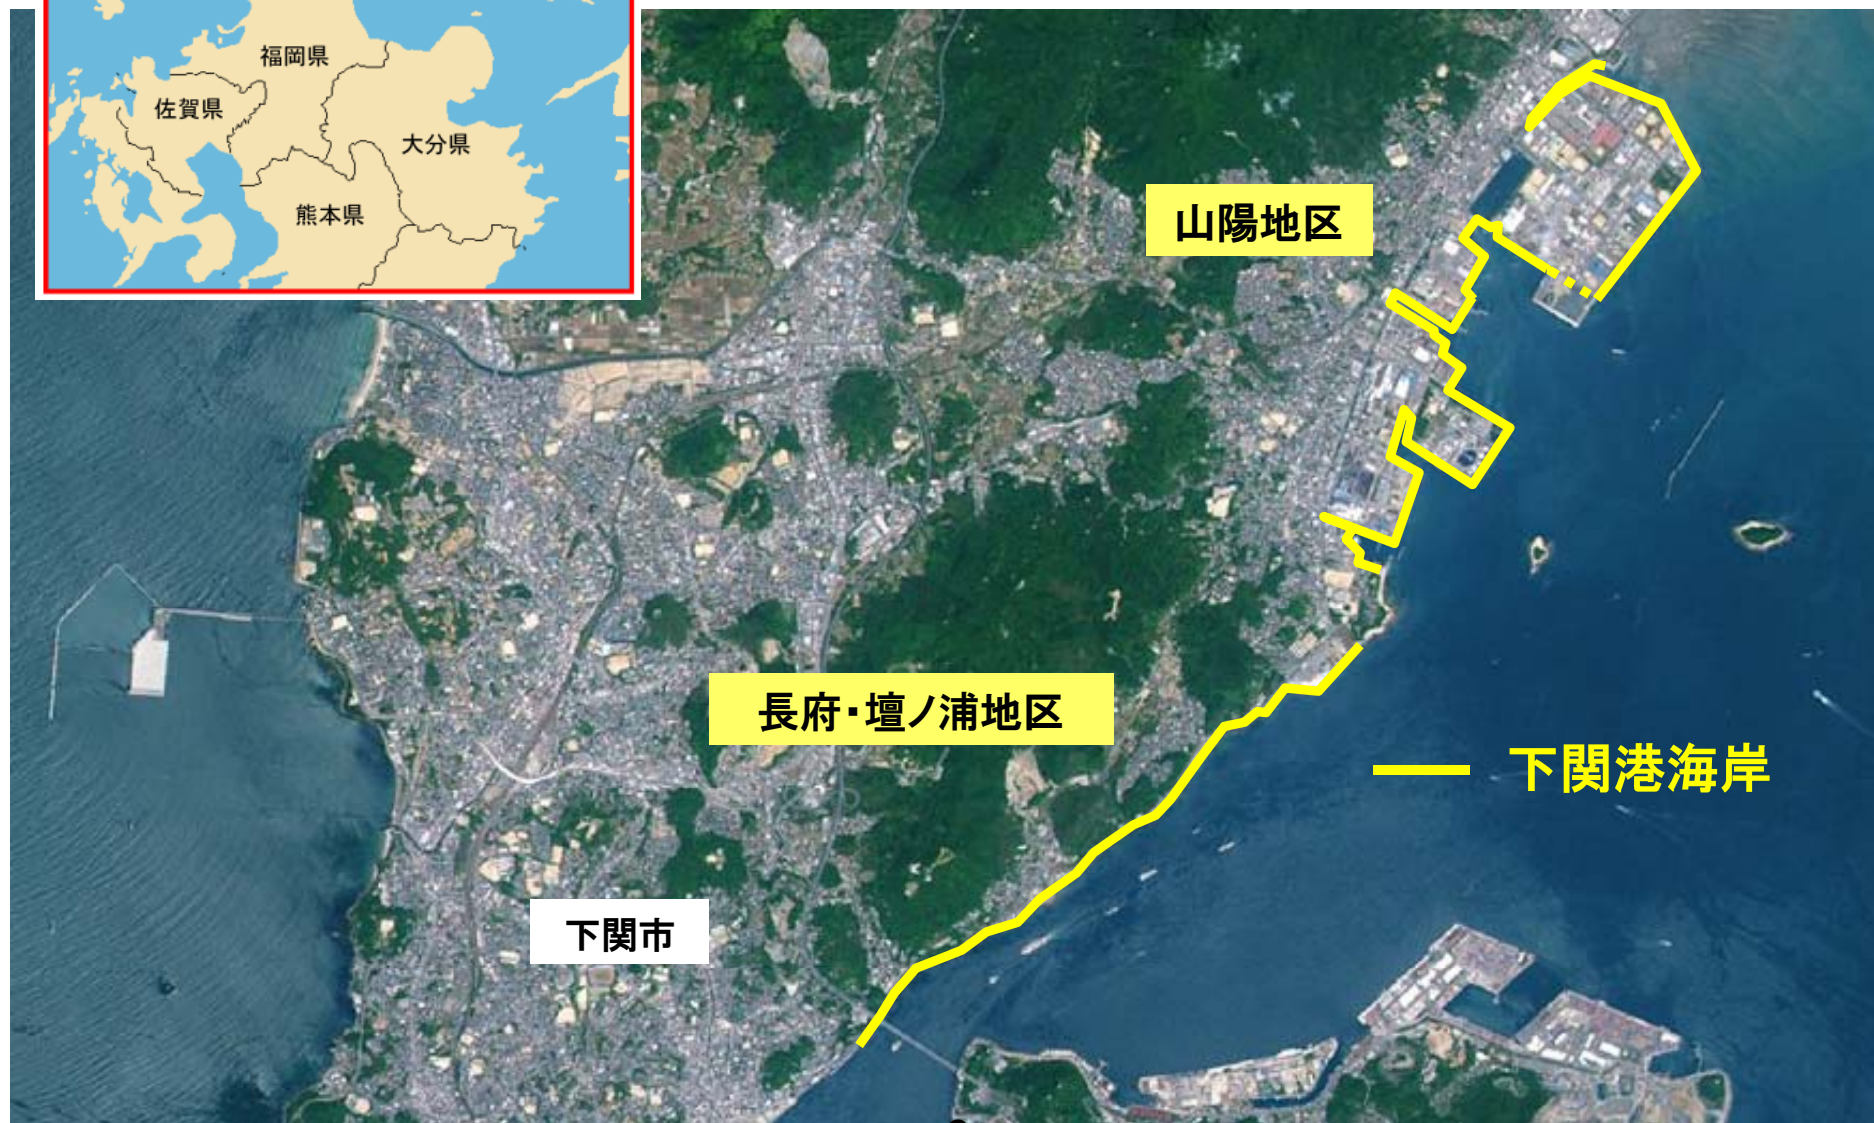 福岡県
佐賀県
大分県
熊本県
山陽地区
長府・壇ノ浦地区
下関港海岸
下関市